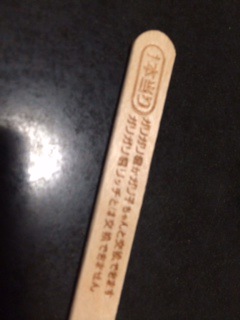 1本当り
ガリガリ君かガリ子ちゃんと交換できます
ガリガリ君リッチとは交換できません